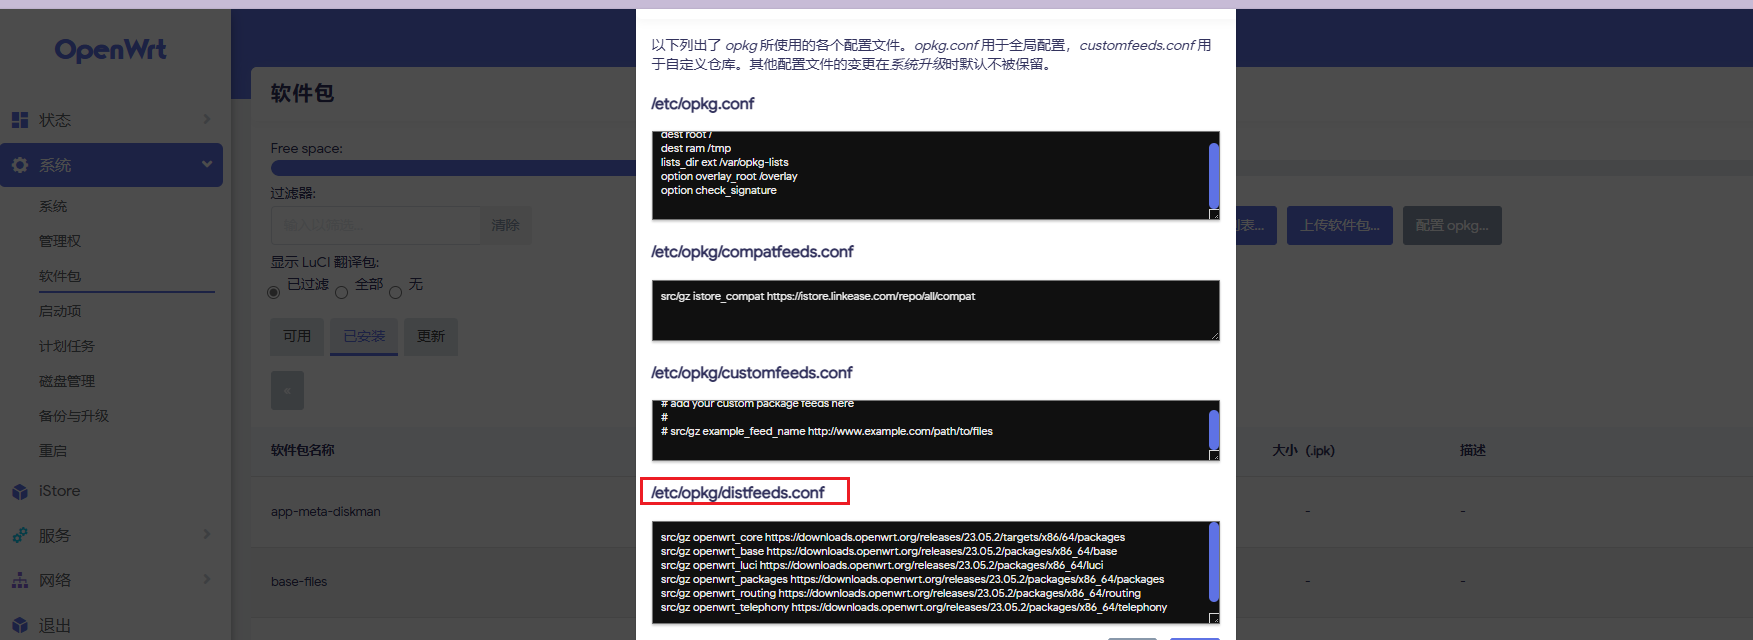 OpenWrt
状态
系统
系统
管理权
软件包
启动项
计划任务
磁盘管理
备份与升级
重启
iStore
服务
网络
退出
软件包
Free space:
过滤器:
输入以筛选…
清除
显示 LuCI 翻译包:
已过滤
全部
无
可用
已安装
更新
«
软件包名称
app-meta-diskman
base-files
以下列出了 opkg 所使用的各个配置文件。opkg.conf 用于全局配置，customfeeds.conf 用
于自定义仓库。其他配置文件的变更在系统升级时默认不被保留。
/etc/opkg.conf
dest root /
dest ram /tmp
lists_dir ext /var/opkg-lists
option overlay_root /overlay
option check_signature
/etc/opkg/compatfeeds.conf
src/gz istore_compat https://istore.linkease.com/repo/all/compat
/etc/opkg/customfeeds.conf
# add your custom package feeds here
#
# src/gz example_feed_name http://www.example.com/path/to/files
/etc/opkg/distfeeds.conf
src/gz openwrt_core https://downloads.openwrt.org/releases/23.05.2/targets/x86/64/packages
src/gz openwrt_base https://downloads.openwrt.org/releases/23.05.2/packages/x86_64/base
src/gz openwrt_luci https://downloads.openwrt.org/releases/23.05.2/packages/x86_64/luci
src/gz openwrt_packages https://downloads.openwrt.org/releases/23.05.2/packages/x86_64/packages
src/gz openwrt_routing https://downloads.openwrt.org/releases/23.05.2/packages/x86_64/routing
src/gz openwrt_telephony https://downloads.openwrt.org/releases/23.05.2/packages/x86_64/telephony
表...
上传软件包...
配置 opkg...
大小（.ipk)
描述
-
-
-
-